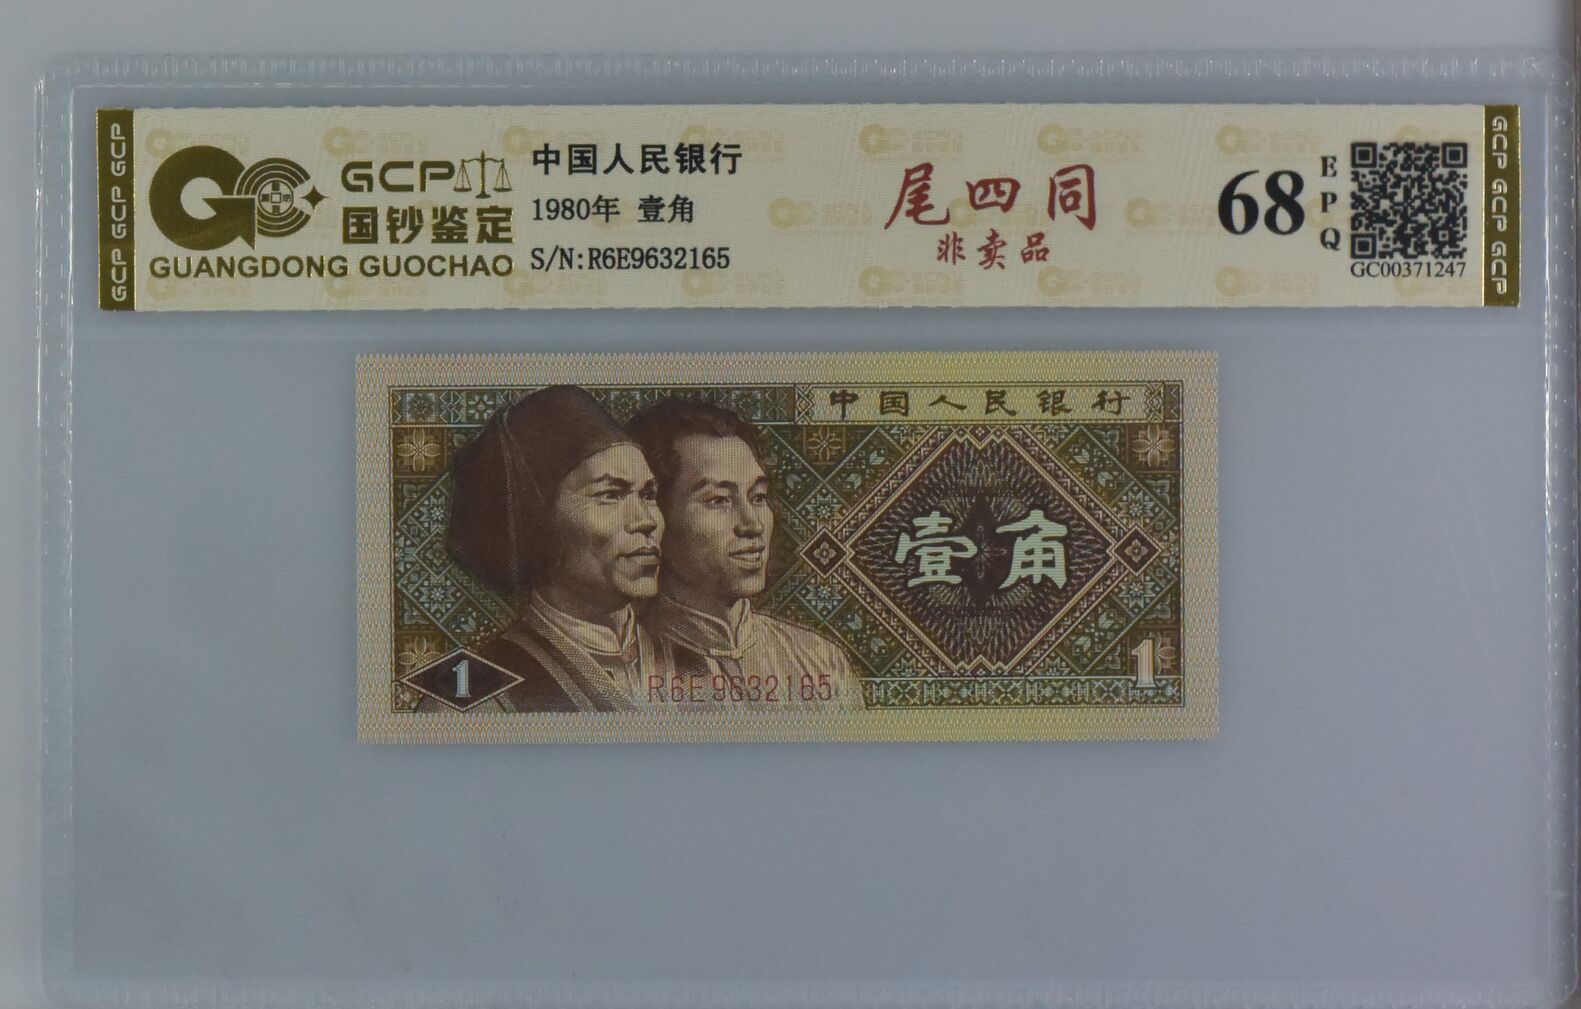 GCP GCP GCP
GCP
国钞鉴定
GUANGDONG GUOCHAO
中国人民银行
1980年 壹角
S/N:R6E9632165
尾四同
非卖品
68
EPQ
GC00371247
GCP GCP GCP
中国人民银行
壹角
1
R6E9632165
1